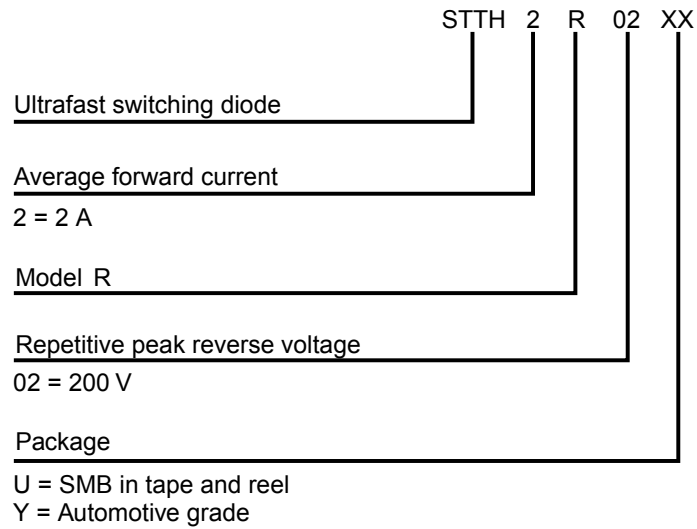 STTH 2 R 02 XX
Ultrafast switching diode
Average forward current
2 = 2 A
Model R
Repetitive peak reverse voltage
02 = 200 V
Package
U = SMB in tape and reel
Y = Automotive grade